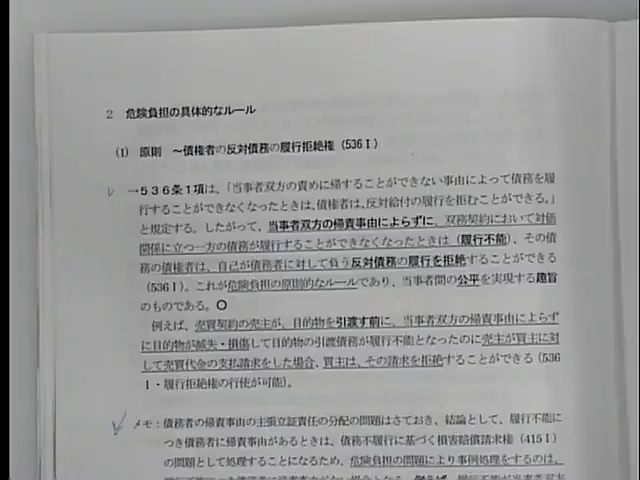 2　危険負担の具体的なルール
(1)　原則　～債権者の反対債務の履行拒絶権（536Ⅰ）
→536条1項は、「当事者双方の責めに帰することができない事由によって債務を履
行することができなくなったときは、債権者は、反対給付の履行を拒むことができる。」
と規定する。したがって、当事者双方の帰責事由によらずに、双務契約において対価
関係に立つ一方の債務が履行することができなくなったときは（履行不能）、その債
務の債権者は、自己が債務者に対して負う反対債務の履行を拒絶することができる
（536Ⅰ）。これが危険負担の原則的なルールであり、当事者間の公平を実現する趣旨
のものである。○
例えば、売買契約の売主が、目的物を引渡す前に、当事者双方の帰責事由によらず
に目的物が滅失・損傷して目的物の引渡債務が履行不能となったのに売主が買主に対
して売買代金の支払請求をした場合、買主は、その請求を拒絶することができる（536
Ⅰ・履行拒絶権の行使が可能）。
メモ：債務者の帰責事由の主張立証責任の分配の問題はさておき、結論として、履行不能に
つき債務者に帰責事由があるときは、債務不履行に基づく損害賠償請求権（415Ⅰ）
の問題として処理することになるため、危険負担の問題により事例処理をするのは、